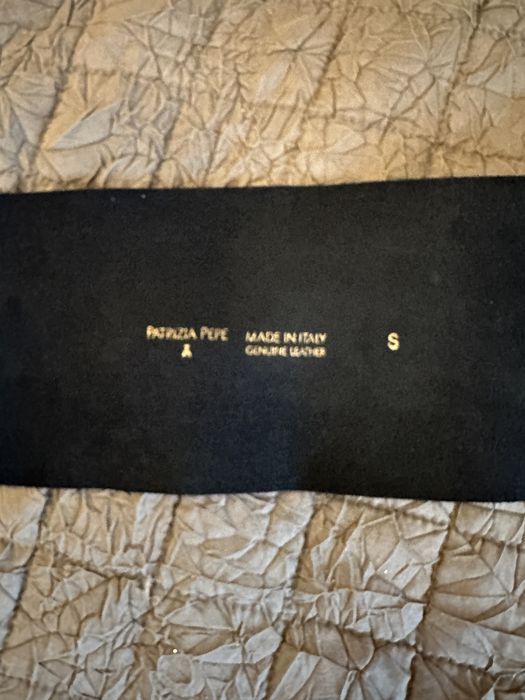 PATRIZIA PEPE
MADE IN ITALY
GENUINE LEATHER
S